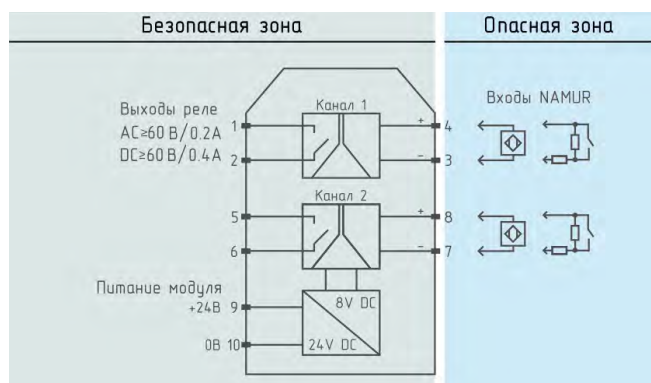 Безопасная зона
Опасная зона
Выходы реле
AC≥60 В/0.2А
DC≥60 В/0.4А
1
2
Канал 1
+
4
−
3
Входы NAMUR
5
6
Канал 2
+
8
−
7
Питание модуля
+24В 9
0В 10
8V DC
24V DC